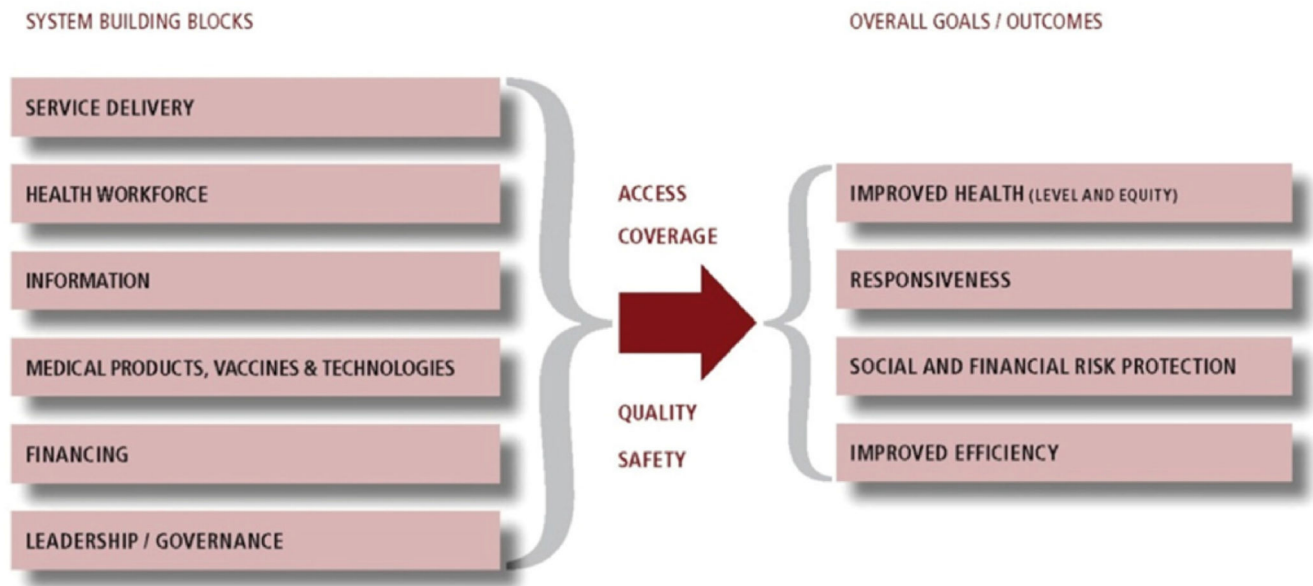 SYSTEM BUILDING BLOCKS
SERVICE DELIVERY
HEALTH WORKFORCE
INFORMATION
MEDICAL PRODUCTS, VACCINES & TECHNOLOGIES
FINANCING
LEADERSHIP / GOVERNANCE
ACCESS
COVERAGE
QUALITY
SAFETY
OVERALL GOALS / OUTCOMES
IMPROVED HEALTH (LEVEL AND EQUITY)
RESPONSIVENESS
SOCIAL AND FINANCIAL RISK PROTECTION
IMPROVED EFFICIENCY